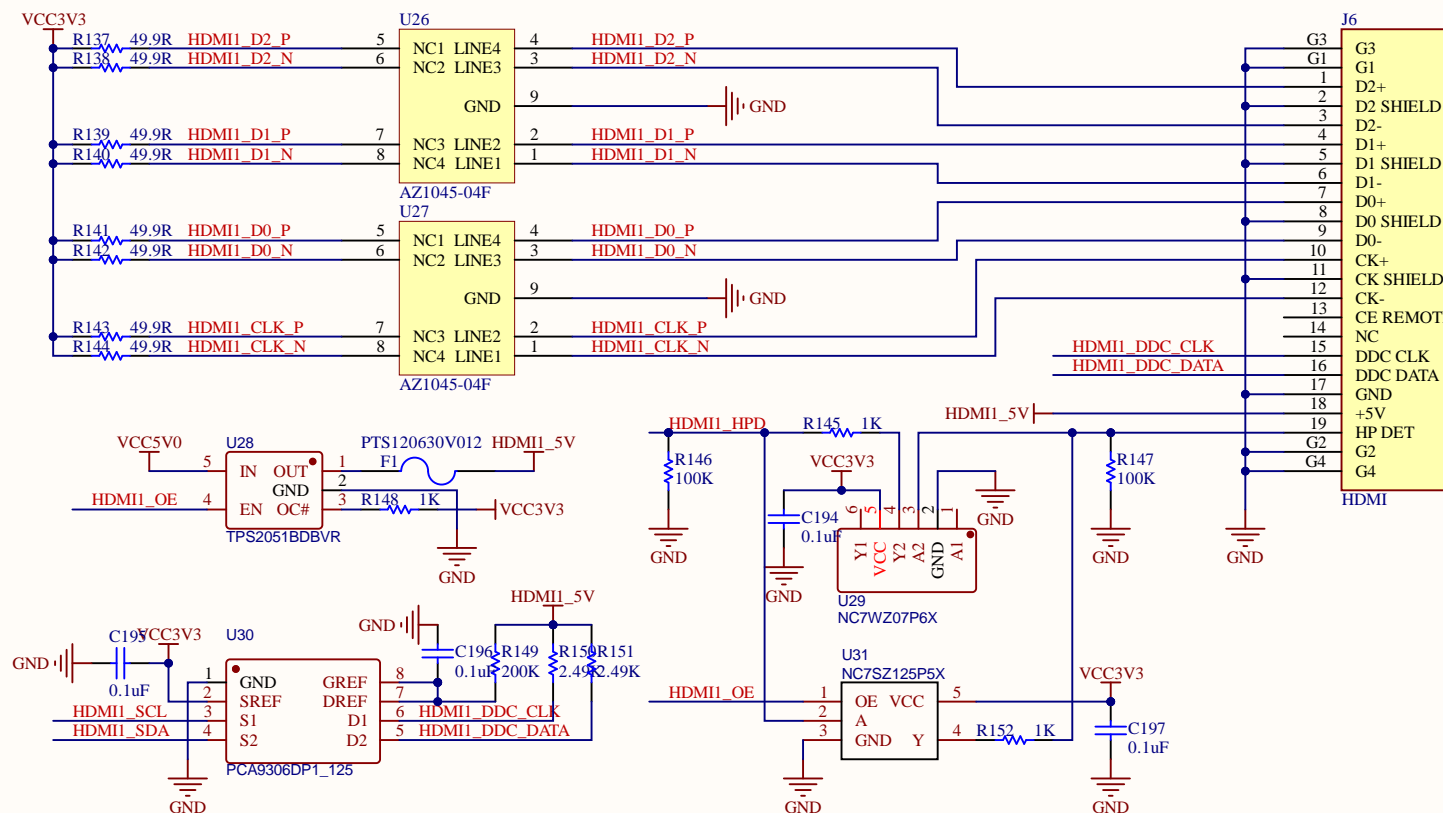 VCC3V3
R137 49.9R HDMI1_D2_P
R138 49.9R HDMI1_D2_N
R139 49.9R HDMI1_D1_P
R140 49.9R HDMI1_D1_N
R141 49.9R HDMI1_D0_P
R142 49.9R HDMI1_D0_N
R143 49.9R HDMI1_CLK_P
R144 49.9R HDMI1_CLK_N
U26
5 NC1 LINE4 4 HDMI1_D2_P
6 NC2 LINE3 3 HDMI1_D2_N
GND 9 GND
7 NC3 LINE2 2 HDMI1_D1_P
8 NC4 LINE1 1 HDMI1_D1_N
AZ1045-04F
U27
5 NC1 LINE4 4 HDMI1_D0_P
6 NC2 LINE3 3 HDMI1_D0_N
GND 9 GND
7 NC3 LINE2 2 HDMI1_CLK_P
8 NC4 LINE1 1 HDMI1_CLK_N
AZ1045-04F
J6
G3 G3
G1 G1
1 D2+
2 D2 SHIELD
3 D2-
4 D1+
5 D1 SHIELD
6 D1-
7 D0+
8 D0 SHIELD
9 D0-
10 CK+
11 CK SHIELD
12 CK-
13 CE REMOT
14 NC
HDMI1_DDC_CLK 15 DDC CLK
HDMI1_DDC_DATA 16 DDC DATA
17 GND
HDMI1_5V 18 +5V
19 HP DET
G2 G2
G4 G4
HDMI
GND
VCC5V0
U28
PTS120630V012
HDMI1_5V
F1
5 IN OUT 1
GND 2
HDMI1_OE 4 EN OC# 3
R148 1K VCC3V3
TPS2051BDBVR
GND
HDMI1_HPD
R145 1K
R146
100K
GND
VCC3V3
C194
0.1uF
GND
GND
R147
100K
GND
6 5 4 3 2 1
Y1 VCC Y2 A2 GND A1
U29
NC7WZ07P6X
C195
VCC3V3
GND
0.1uF
U30
1 GND GREF 8
2 SREF DREF 7
HDMI1_SCL 3 S1 D1 6 HDMI1_DDC_CLK
HDMI1_SDA 4 S2 D2 5 HDMI1_DDC_DATA
PCA9306DP1_125
GND
GND
C196
0.1uF
HDMI1_5V
R149
200K
R150
2.49K
R151
2.49K
U31
NC7SZ125P5X
HDMI1_OE 1 OE VCC 5
2 A
3 GND Y 4
R152 1K
VCC3V3
C197
0.1uF
GND
GND